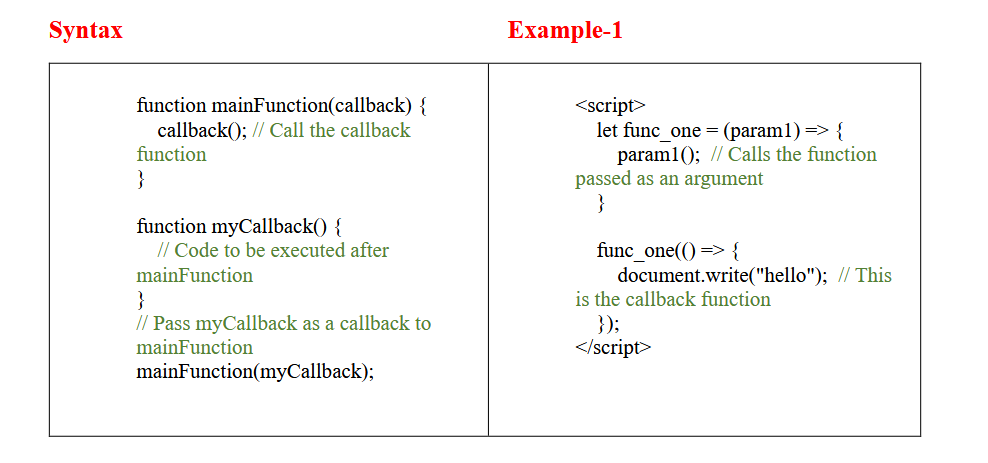 Syntax
Example-1
function mainFunction(callback) {
callback(); // Call the callback
function
}
function myCallback() {
// Code to be executed after
mainFunction
}
// Pass myCallback as a callback to
mainFunction
mainFunction(myCallback);
<script>
let func_one = (param1) => {
param1();  // Calls the function
passed as an argument
}
func_one(() => {
document.write("hello");  // This
is the callback function
});
</script>